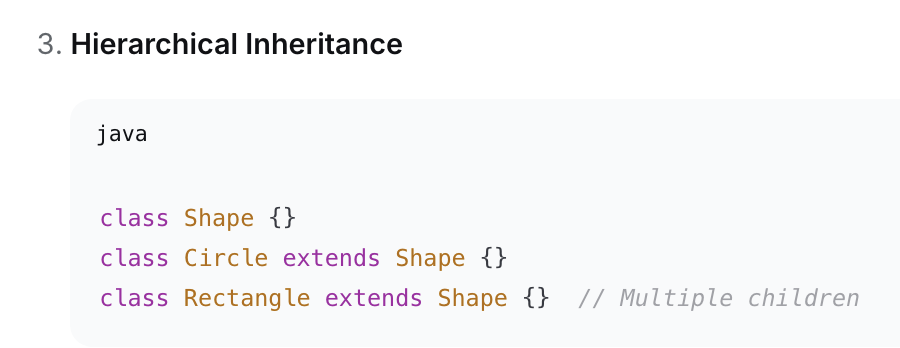 3. Hierarchical Inheritance
java
class Shape {}
class Circle extends Shape {}
class Rectangle extends Shape {}  // Multiple children